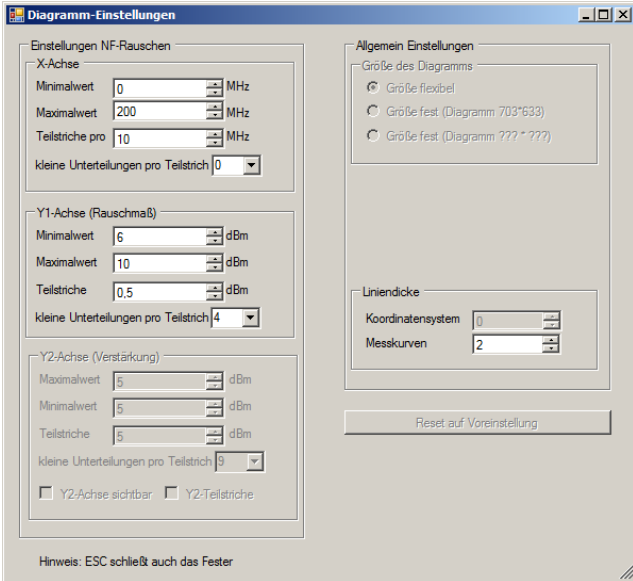 Diagramm-Einstellungen
Einstellungen NF-Rauschen
X-Achse
Minimalwert 0 MHz
Maximalwert 200 MHz
Teilstriche pro 10 MHz
kleine Unterteilungen pro Teilstrich 0
Y1-Achse (Rauschmaß)
Minimalwert 6 dBm
Maximalwert 10 dBm
Teilstriche 0,5 dBm
kleine Unterteilungen pro Teilstrich 4
Y2-Achse (Verstärkung)
Maximalwert 5 dBm
Minimalwert 5 dBm
Teilstriche 5 dBm
kleine Unterteilungen pro Teilstrich 9
Y2-Achse sichtbar Y2-Teilstriche
Hinweis: ESC schließt auch das Fester
Allgemein Einstellungen
Größe des Diagramms
Größe flexibel
Größe fest (Diagramm 703*633)
Größe fest (Diagramm ??? * ???)
Liniendicke
Koordinatensystem 0
Messkurven 2
Reset auf Voreinstellung